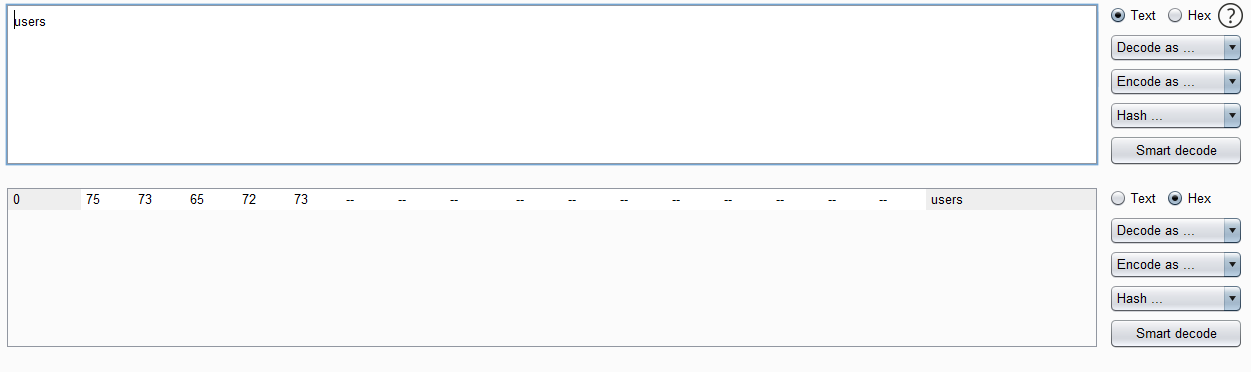 users
Text Hex ?
Decode as ...
Encode as ...
Hash ...
Smart decode
0 75 73 65 72 73 -- -- -- -- -- -- -- -- -- -- -- users
Text Hex
Decode as ...
Encode as ...
Hash ...
Smart decode